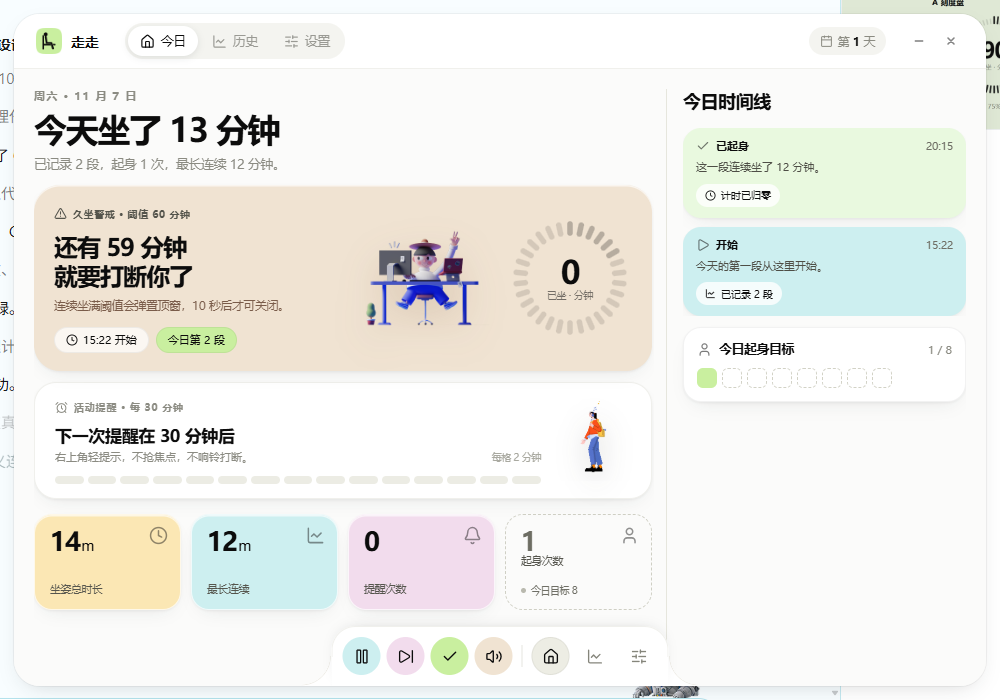 走走
今日
历史
设置
第 1 天
周六 • 11 月 7 日
今天坐了 13 分钟
已记录 2 段，起身 1 次，最长连续 12 分钟。
久坐警戒 • 阈值 60 分钟
还有 59 分钟
就要打断你了
连续坐满阈值会弹置顶窗，10 秒后才可关闭。
15:22 开始
今日第 2 段
0
已坐 · 分钟
活动提醒 • 每 30 分钟
下一次提醒在 30 分钟后
右上角轻提示，不抢焦点，不响铃打断。
每格 2 分钟
14m
坐姿总时长
12m
最长连续
0
提醒次数
1
起身次数
今日目标 8
今日时间线
已起身
20:15
这一段连续坐了 12 分钟。
计时已归零
开始
15:22
今天的第一段从这里开始。
已记录 2 段
今日起身目标
1 / 8